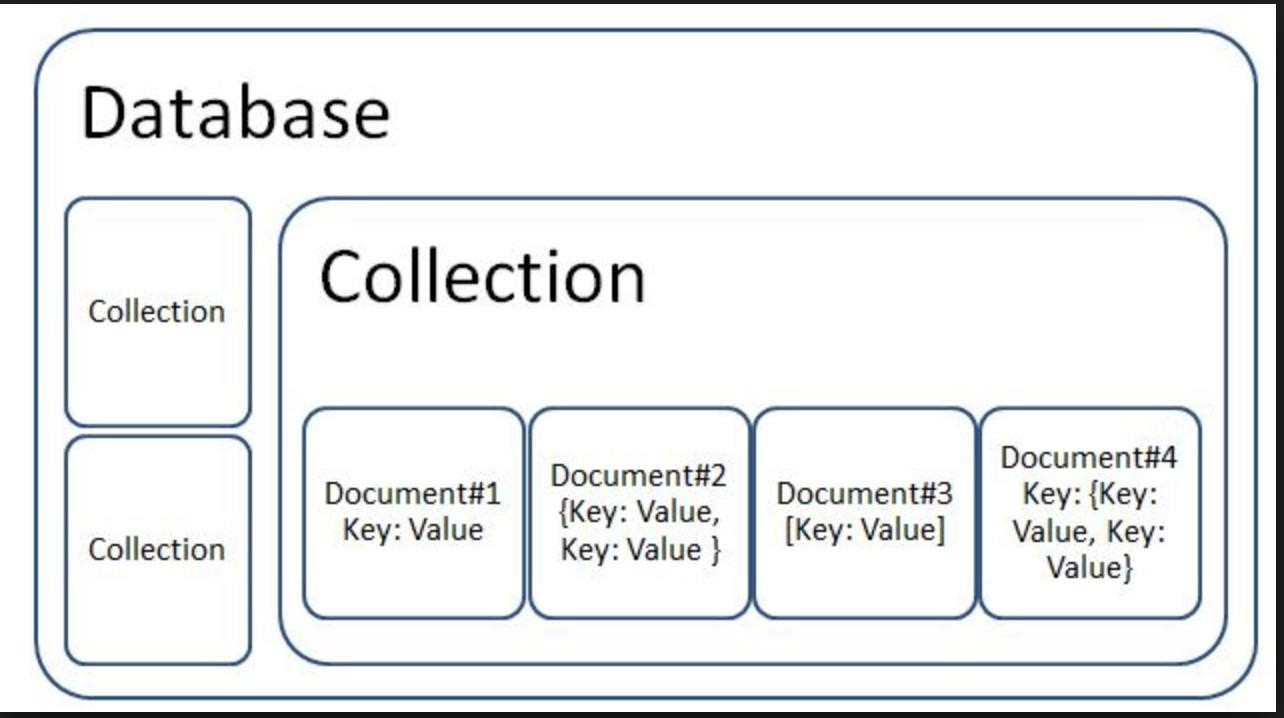 Database
Collection
Collection
Collection
Document#1
Key: Value
Document#2
{Key: Value,
Key: Value }
Document#3
[Key: Value]
Document#4
Key: {Key:
Value, Key:
Value}